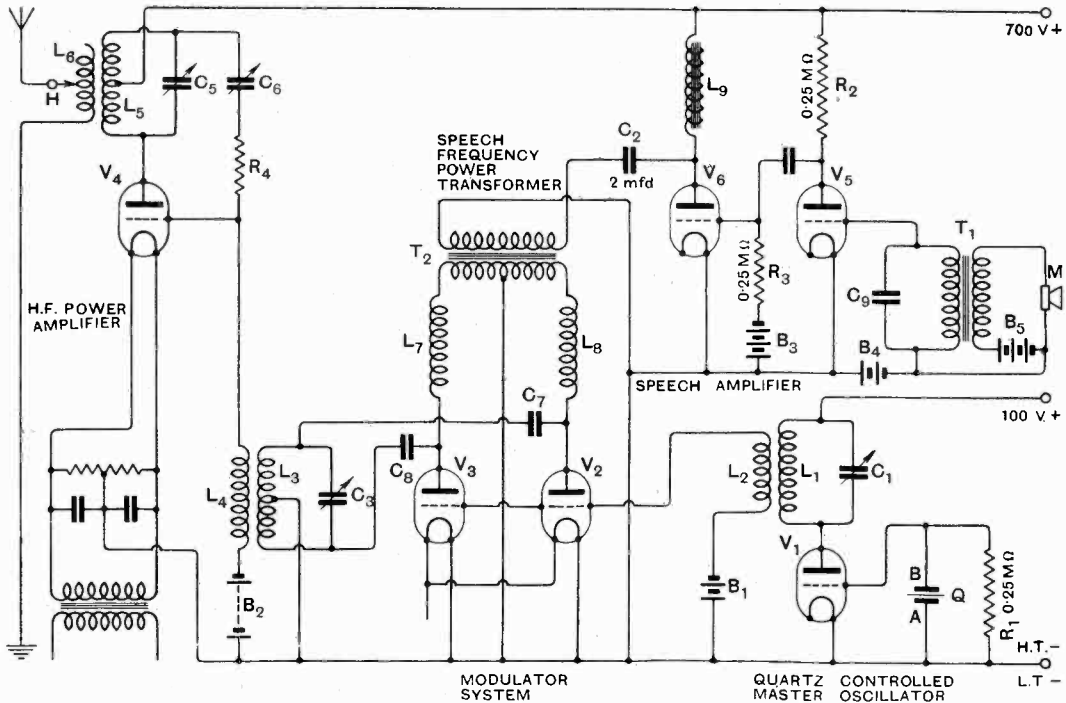 700 V+
L6
H
L5
C5
C6
R4
V4
H.F. POWER
AMPLIFIER
SPEECH
FREQUENCY
POWER
TRANSFORMER
C2
2 mfd
L9
0·25 MΩ
R2
V6
V5
T2
R3
0·25 MΩ
T1
M
C9
B3
B4
B5
L7
L8
SPEECH AMPLIFIER
100 V+
C7
C8
L4
L3
C3
V3
V2
L2
L1
C1
V1
B2
B1
B
Q
A
R1 0·25 MΩ
H.T.-
L.T-
MODULATOR
SYSTEM
QUARTZ CONTROLLED
MASTER OSCILLATOR